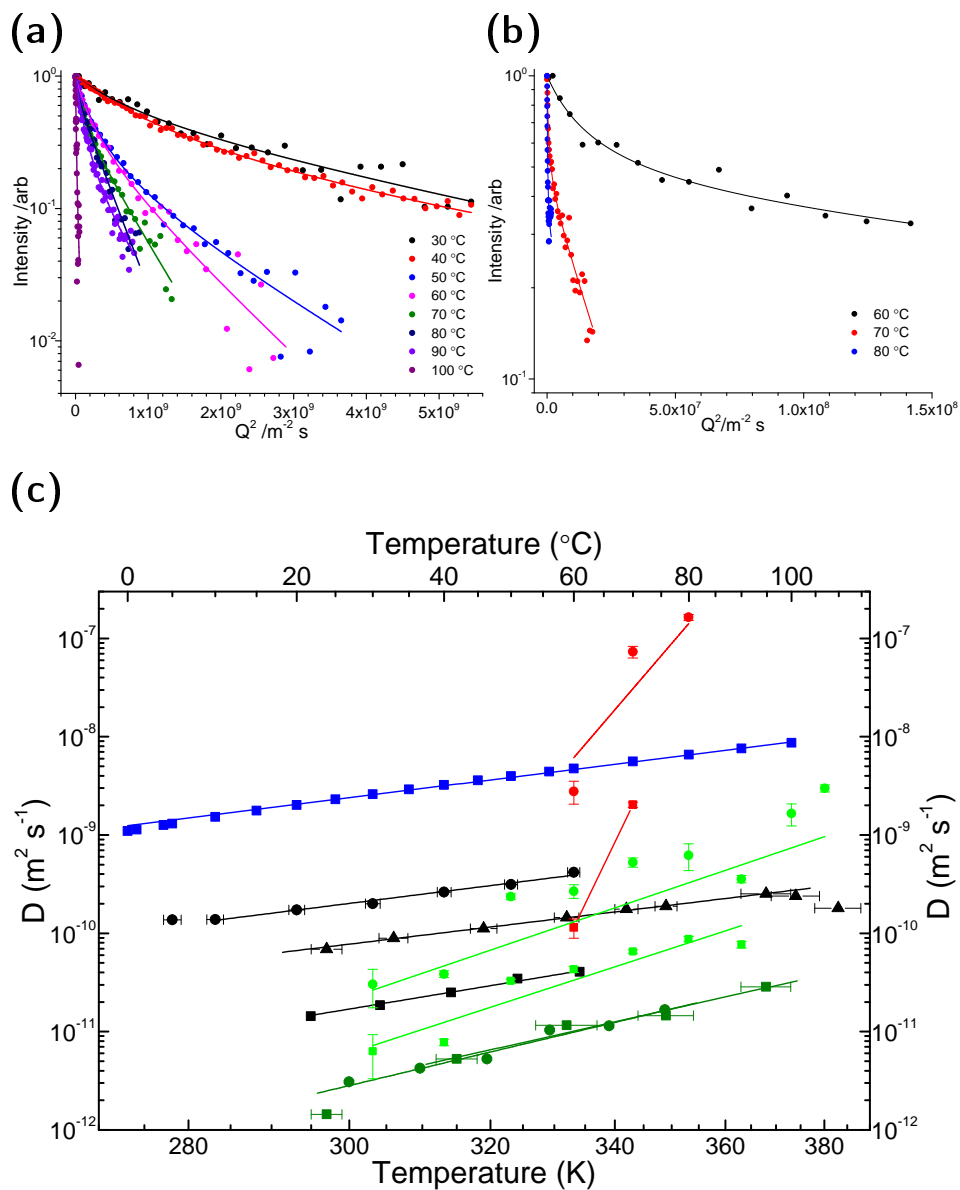 (a)
(b)
10⁰
10⁻¹
10⁻²
Intensity /arb
0
1x10⁹
2x10⁹
3x10⁹
4x10⁹
5x10⁹
Q² /m⁻² s
30 °C
40 °C
50 °C
60 °C
70 °C
80 °C
90 °C
100 °C
10⁰
10⁻¹
Intensity /arb
0.0
5.0x10⁷
1.0x10⁸
1.5x10⁸
Q²/m⁻² s
60 °C
70 °C
80 °C
(c)
Temperature (°C)
0
20
40
60
80
100
10⁻⁷
10⁻⁸
10⁻⁹
10⁻¹⁰
10⁻¹¹
10⁻¹²
D (m² s⁻¹)
10⁻⁷
10⁻⁸
10⁻⁹
10⁻¹⁰
10⁻¹¹
10⁻¹²
D (m² s⁻¹)
280
300
320
340
360
380
Temperature (K)